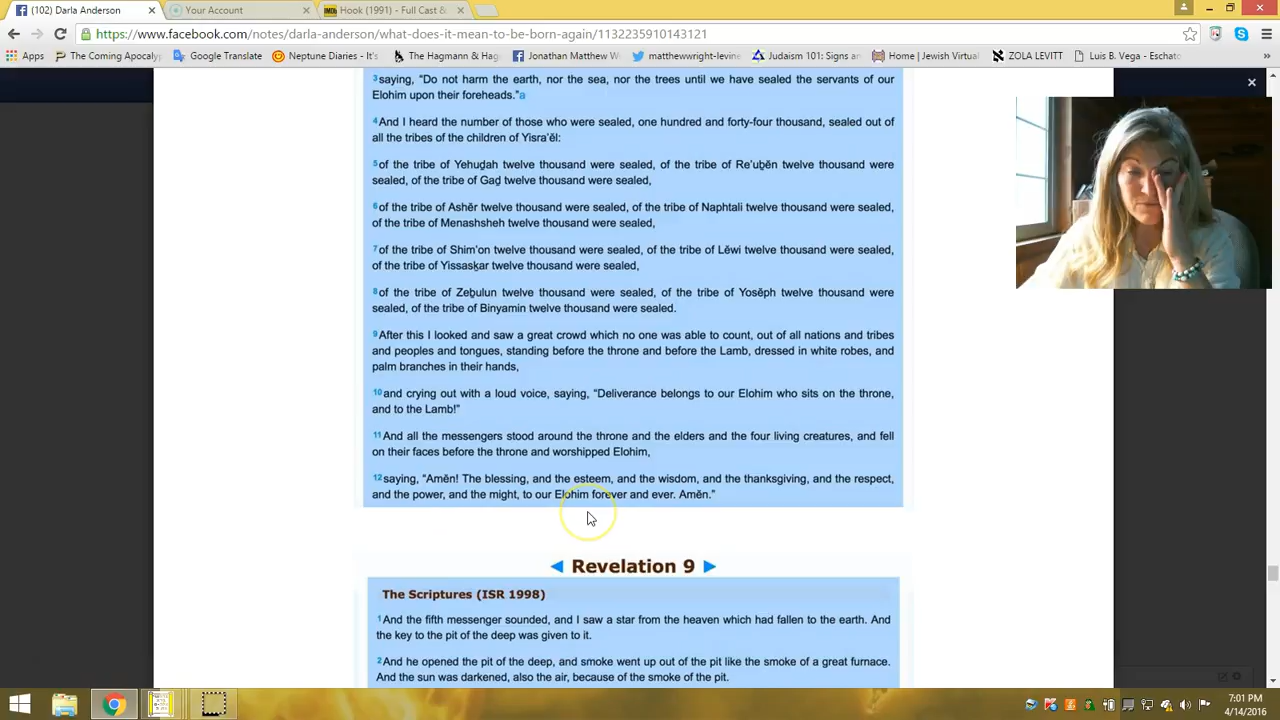 (102) Darla Anderson
Your Account
Hook (1991) - Full Cast &
https://www.facebook.com/notes/darla-anderson/what-does-it-mean-to-be-born-again/1132235910143121
Apps
The Coming Apocalyp
Google Translate
Neptune Diaries - It's
The Hagmann & Hag
Jonathan Matthew W
matthewwright-levine
Judaism 101: Signs an
Home | Jewish Virtual
ZOLA LEVITT
Luis B. Vega - Eschato
3saying, “Do not harm the earth, nor the sea, nor the trees until we have sealed the servants of our
Elohim upon their foreheads.”a
4And I heard the number of those who were sealed, one hundred and forty-four thousand, sealed out of
all the tribes of the children of Yisra’ĕl:
5of the tribe of Yehuḏah twelve thousand were sealed, of the tribe of Re’uḇĕn twelve thousand were
sealed, of the tribe of Gaḏ twelve thousand were sealed,
6of the tribe of Ashĕr twelve thousand were sealed, of the tribe of Naphtali twelve thousand were sealed,
of the tribe of Menashsheh twelve thousand were sealed,
7of the tribe of Shim‛on twelve thousand were sealed, of the tribe of Lĕwi twelve thousand were sealed,
of the tribe of Yissasḵar twelve thousand were sealed,
8of the tribe of Zeḇulun twelve thousand were sealed, of the tribe of Yosĕph twelve thousand were
sealed, of the tribe of Binyamin twelve thousand were sealed.
9After this I looked and saw a great crowd which no one was able to count, out of all nations and tribes
and peoples and tongues, standing before the throne and before the Lamb, dressed in white robes, and
palm branches in their hands,
10and crying out with a loud voice, saying, “Deliverance belongs to our Elohim who sits on the throne,
and to the Lamb!”
11And all the messengers stood around the throne and the elders and the four living creatures, and fell
on their faces before the throne and worshipped Elohim,
12saying, “Amĕn! The blessing, and the esteem, and the wisdom, and the thanksgiving, and the respect,
and the power, and the might, to our Elohim forever and ever. Amĕn.”
Revelation 9
The Scriptures (ISR 1998)
1And the fifth messenger sounded, and I saw a star from the heaven which had fallen to the earth. And
the key to the pit of the deep was given to it.
2And he opened the pit of the deep, and smoke went up out of the pit like the smoke of a great furnace.
And the sun was darkened, also the air, because of the smoke of the pit.
7:01 PM
4/14/2016